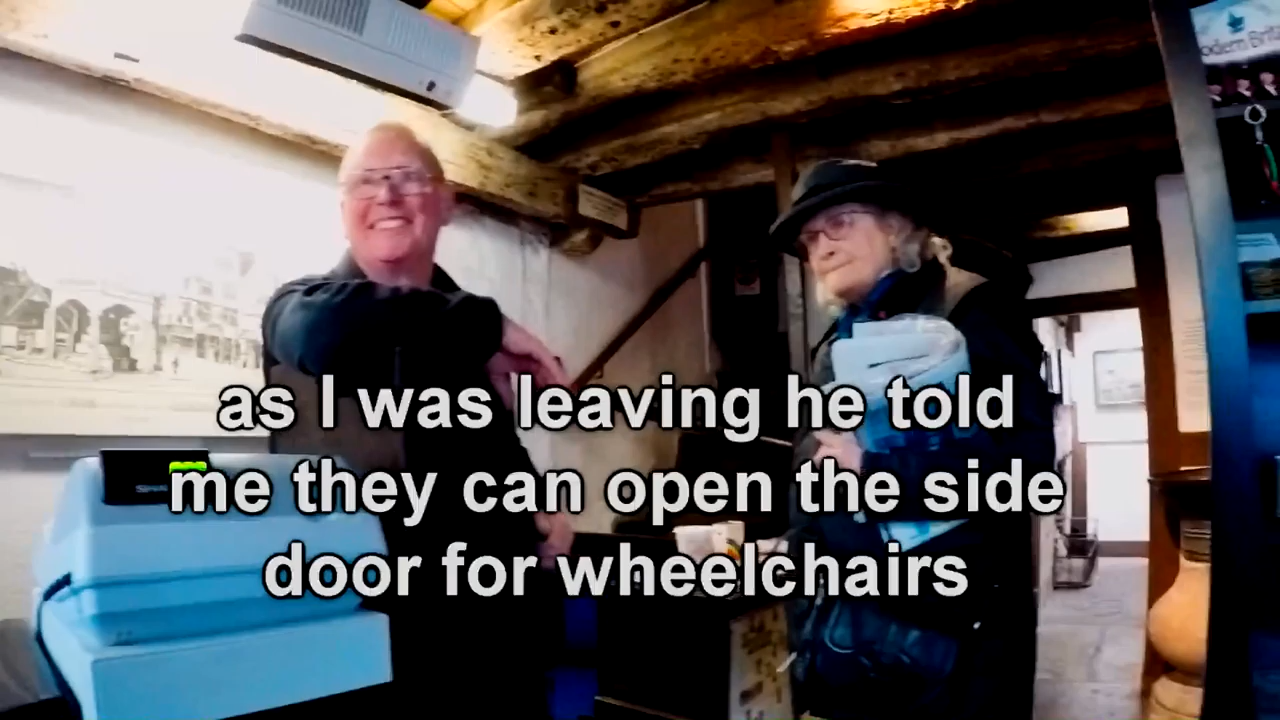 as I was leaving he told
me they can open the side
door for wheelchairs